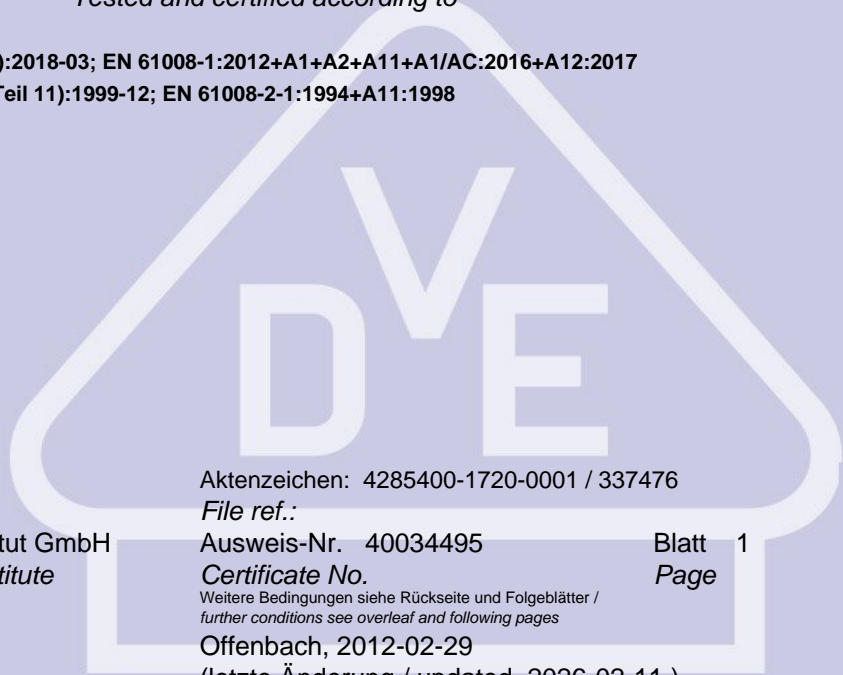 Tested and certified according to
):2018-03; EN 61008-1:2012+A1+A2+A11+A1/AC:2016+A12:2017
Teil 11):1999-12; EN 61008-2-1:1994+A11:1998
VDE
Aktenzeichen: 4285400-1720-0001 / 337476
File ref.:
tut GmbH Ausweis-Nr. 40034495 Blatt 1
titute Certificate No. Page
Weitere Bedingungen siehe Rückseite und Folgeblätter /
further conditions see overleaf and following pages
Offenbach, 2012-02-29
(letzte Änderung / updated 2026-02-11 )